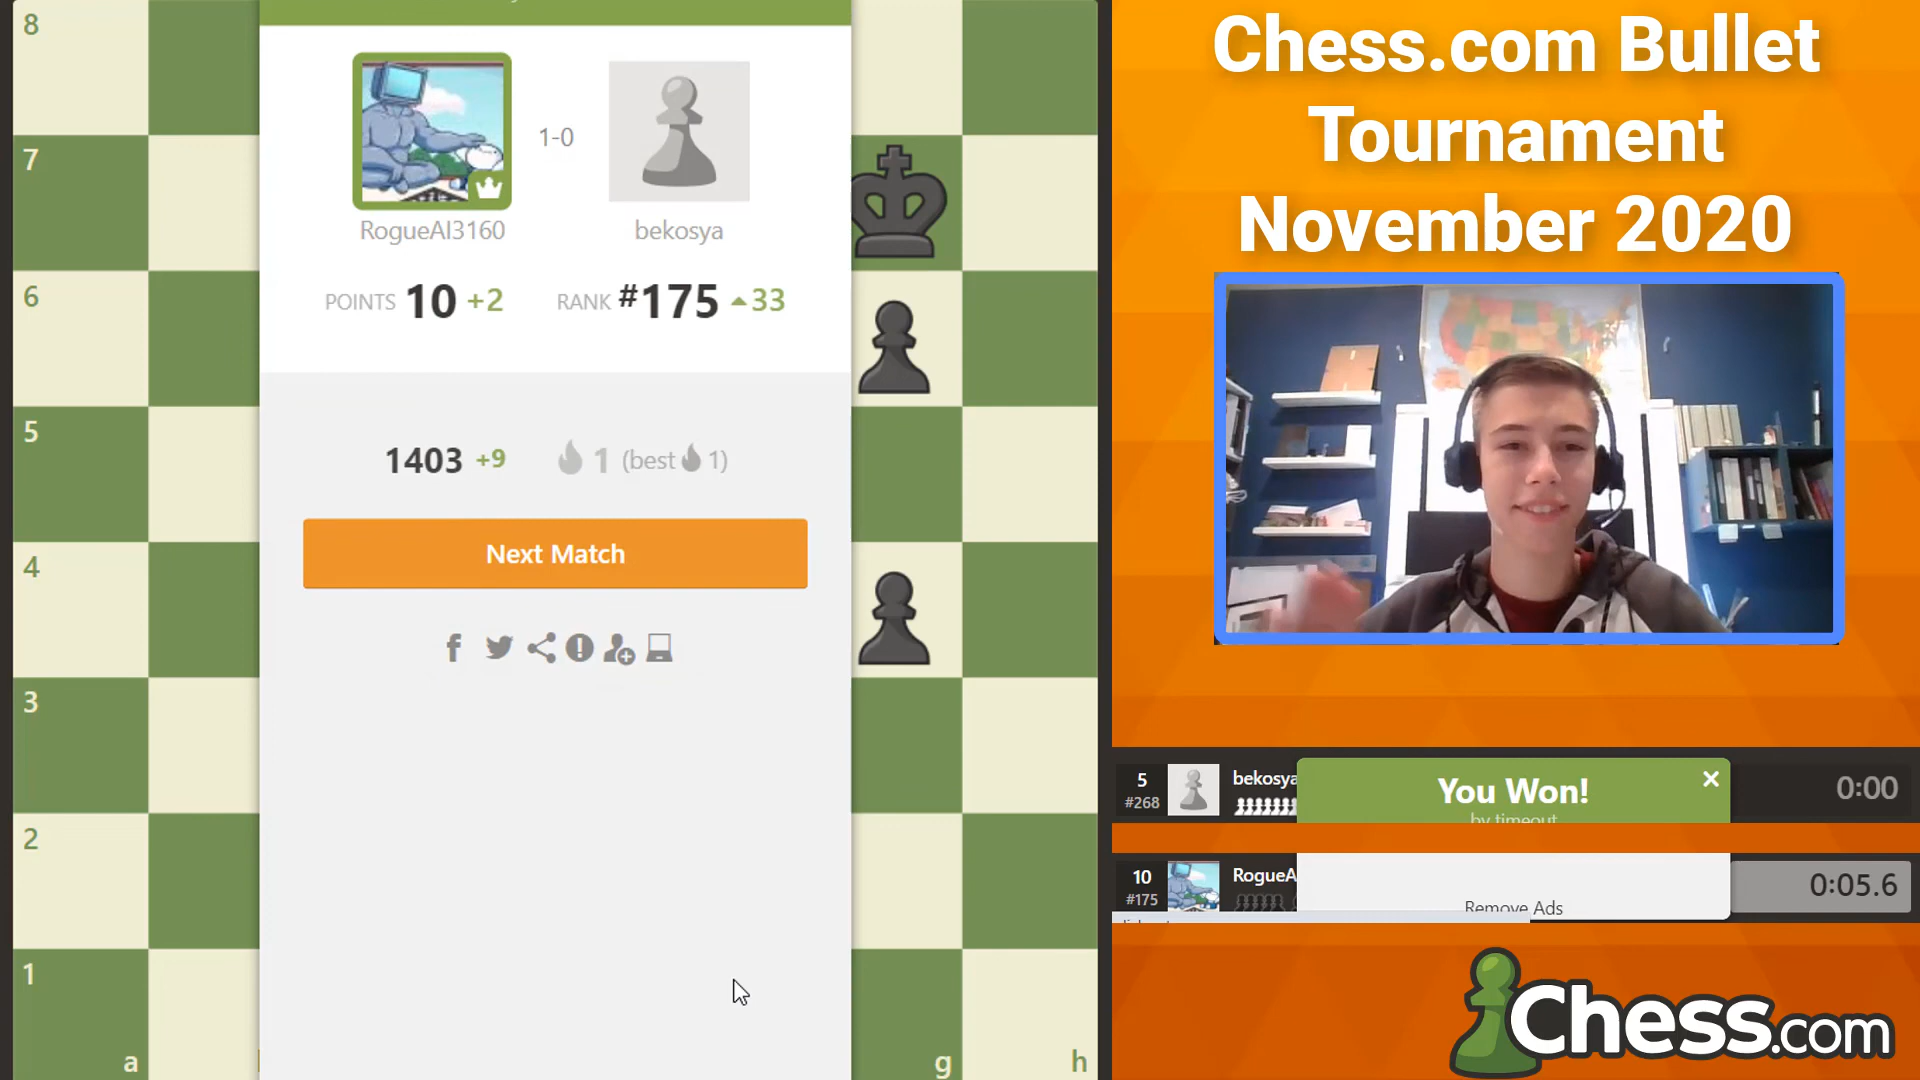 8
7
6
5
4
3
2
1
a
g
h
1-0
RogueAI3160
bekosya
POINTS 10 +2
RANK #175 33
1403 +9
1 (best 1)
Next Match
Chess.com Bullet
Tournament
November 2020
5
#268
bekosya
You Won!
by timeout
0:00
10
#175
RogueA
0:05.6
Remove Ads
Chess.com